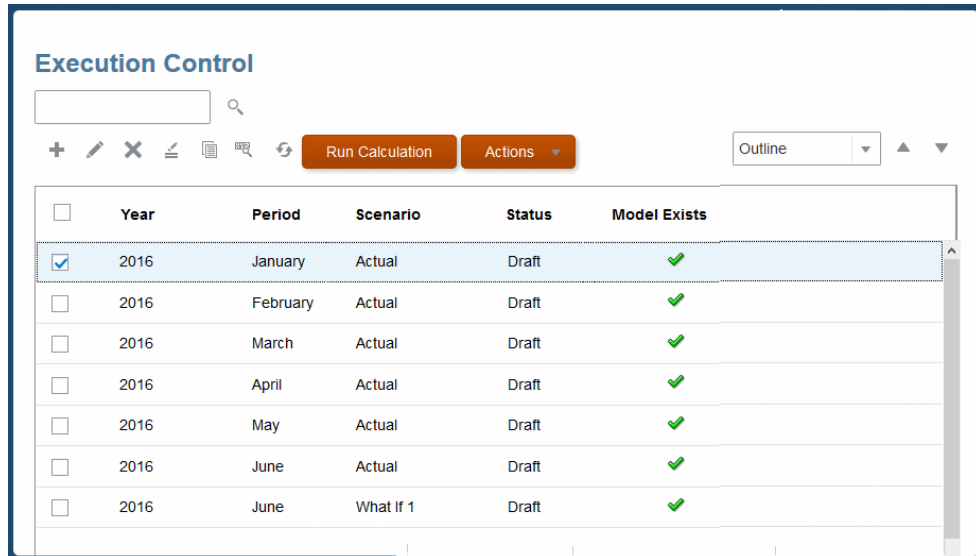 Execution Control
Run Calculation Actions Outline
Year Period Scenario Status Model Exists
2016 January Actual Draft
2016 February Actual Draft
2016 March Actual Draft
2016 April Actual Draft
2016 May Actual Draft
2016 June Actual Draft
2016 June What If 1 Draft